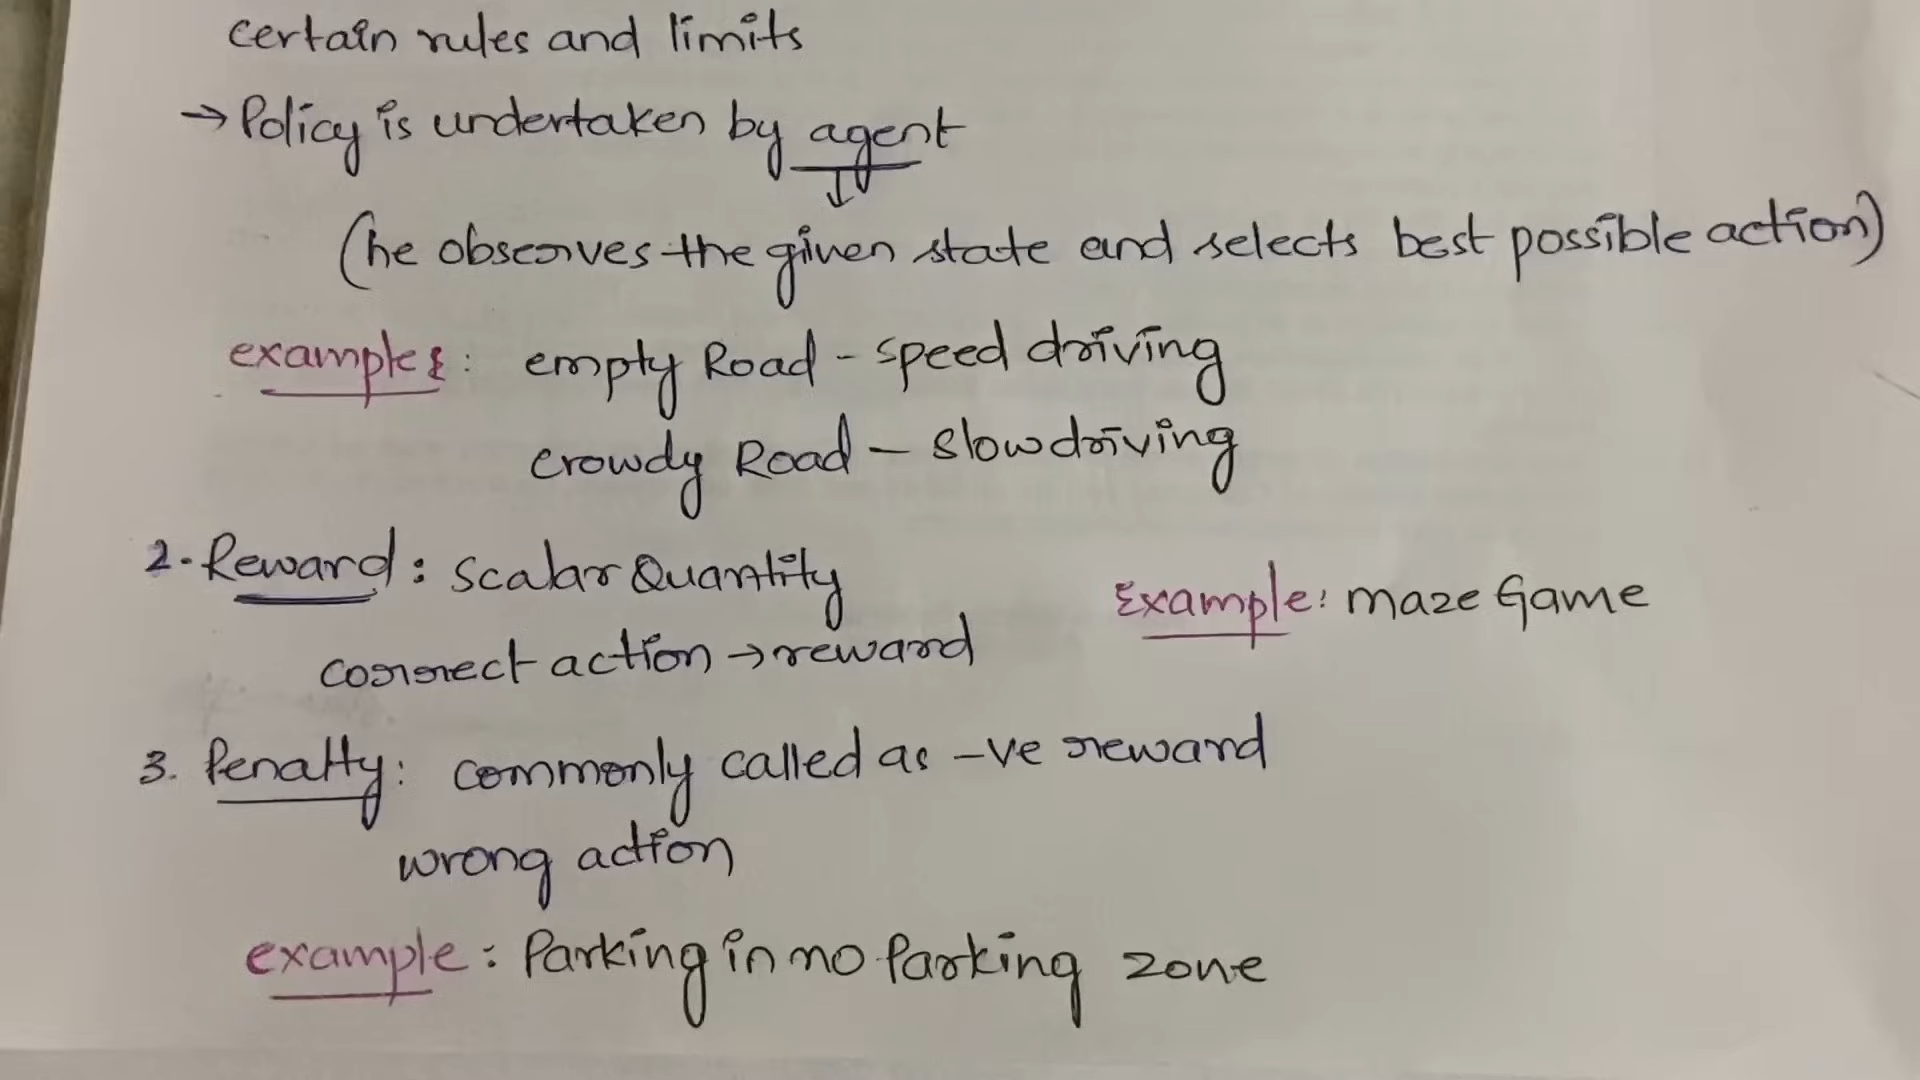 certain rules and limits
→ Policy is undertaken by agent
↓
(he observes the given state and selects best possible action)
examples: empty Road - speed driving
crowdy Road - slow driving
2. Reward: scalar Quantity
Example: maze Game
correct action → reward
3. Penalty: commonly called as -ve reward
wrong action
example: Parking in no Parking zone